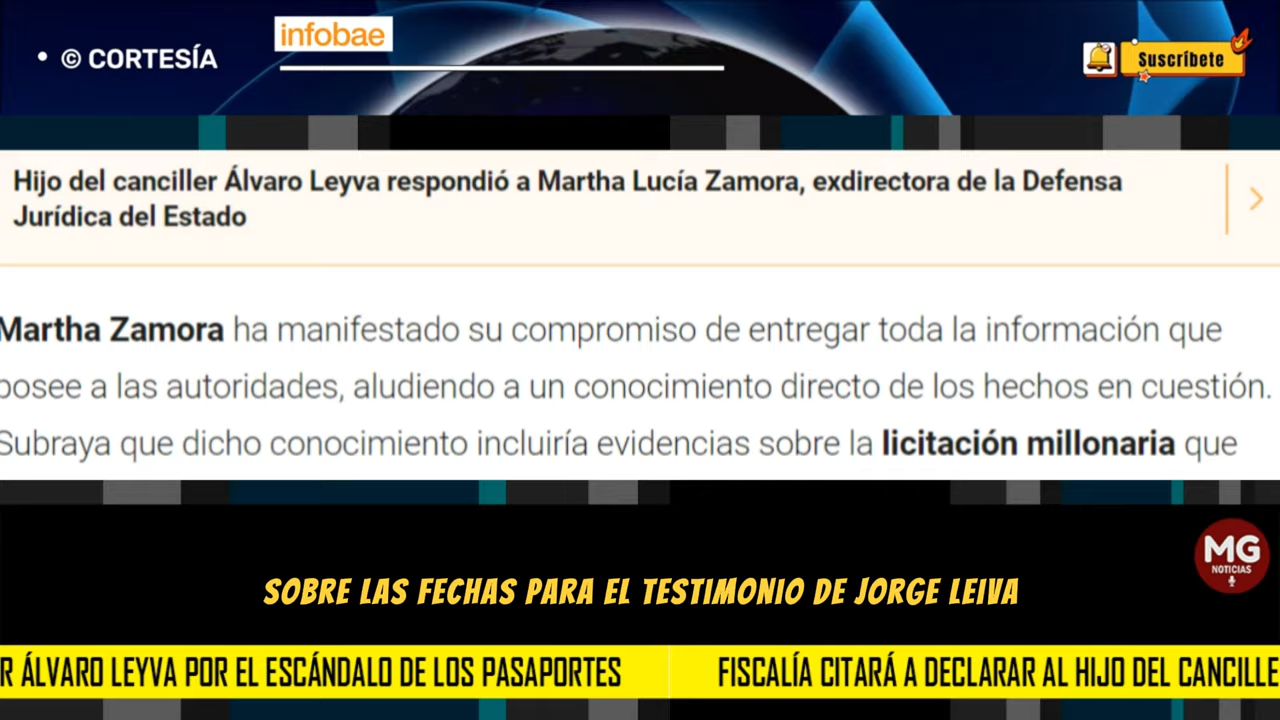 • © CORTESÍA
infobae
Suscríbete
Hijo del canciller Álvaro Leyva respondió a Martha Lucía Zamora, exdirectora de la Defensa
Jurídica del Estado
Martha Zamora ha manifestado su compromiso de entregar toda la información que
posee a las autoridades, aludiendo a un conocimiento directo de los hechos en cuestión.
Subraya que dicho conocimiento incluiría evidencias sobre la licitación millonaria que
MG
NOTICIAS
SOBRE LAS FECHAS PARA EL TESTIMONIO DE JORGE LEIVA
R ÁLVARO LEYVA POR EL ESCÁNDALO DE LOS PASAPORTES FISCALÍA CITARÁ A DECLARAR AL HIJO DEL CANCILLE